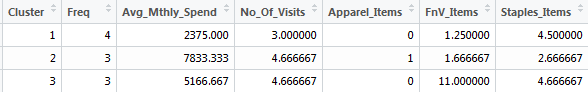 Cluster Freq Avg_Mthly_Spend No_Of_Visits Apparel_Items FnV_Items Staples_Items
1 4 2375.000 3.000000 0 1.250000 4.500000
2 3 7833.333 4.666667 1 1.666667 2.666667
3 3 5166.667 4.666667 0 11.000000 4.666667